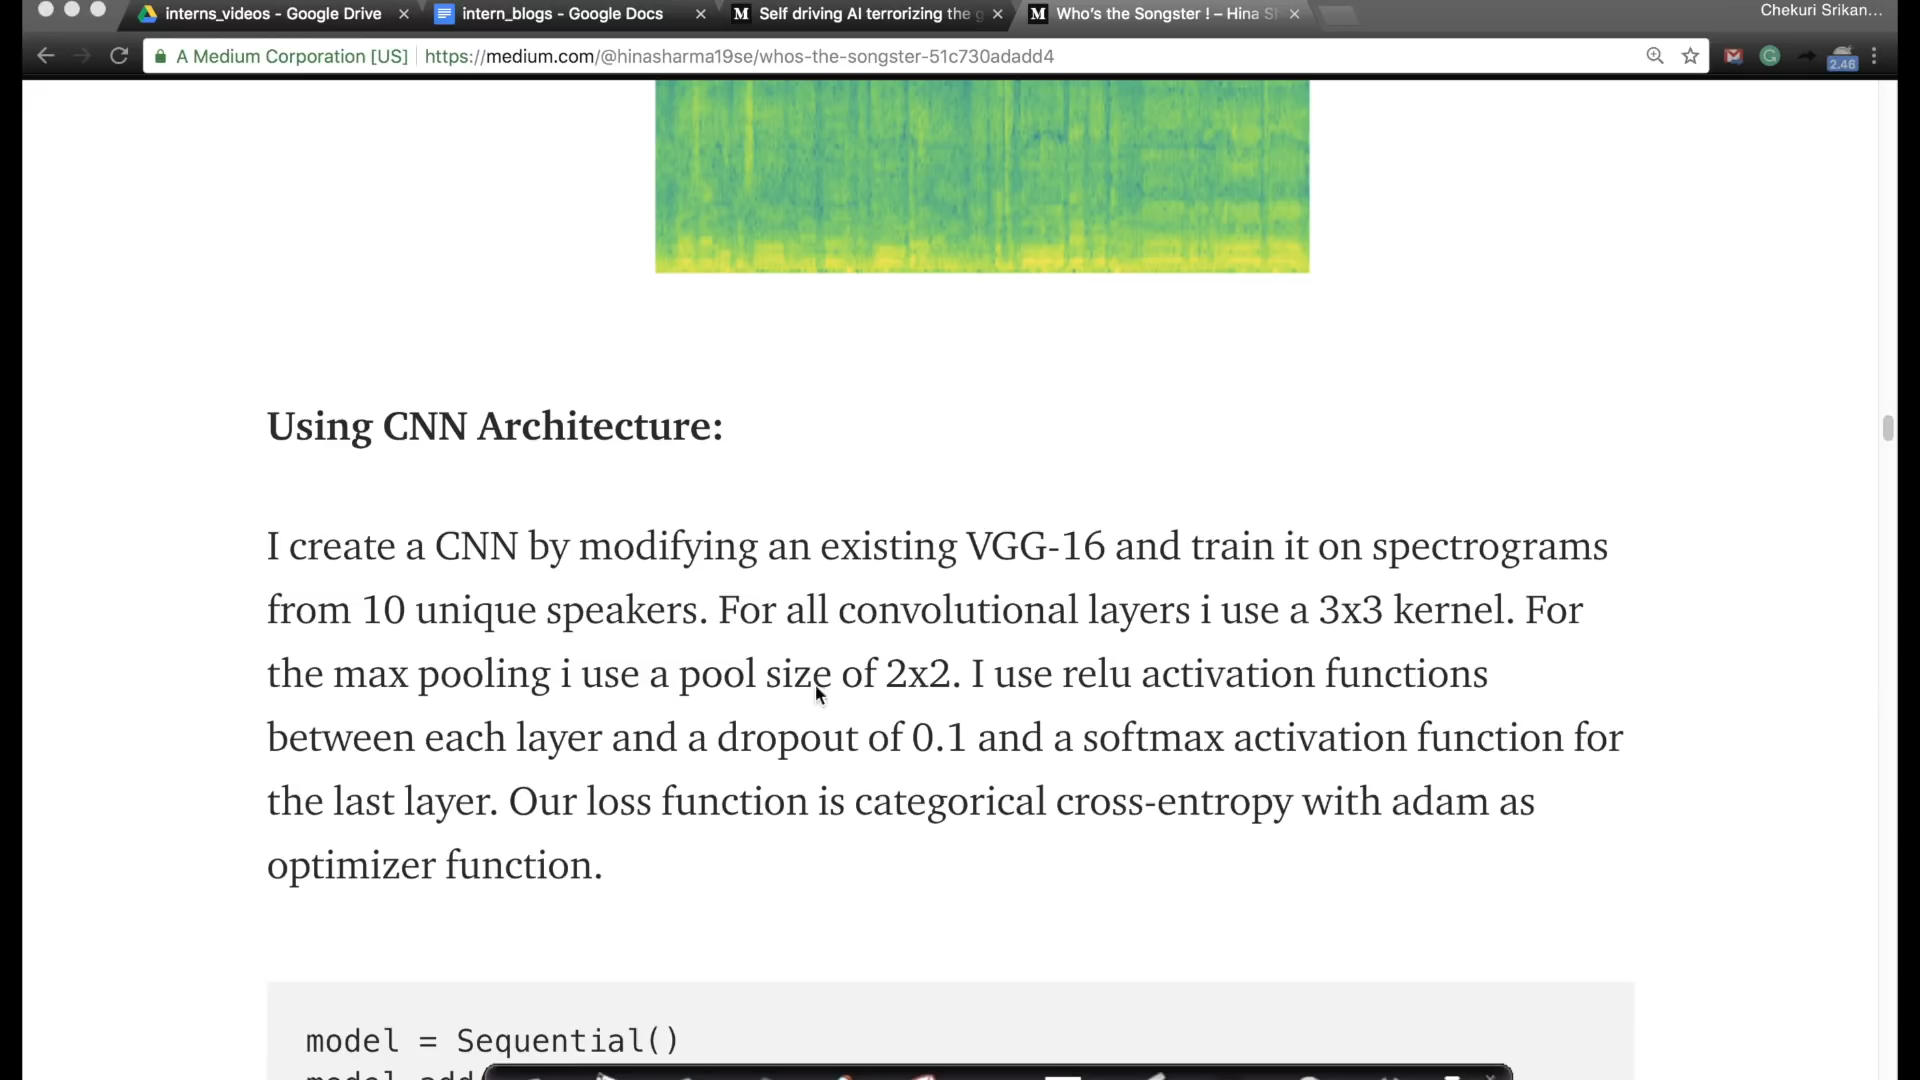 interns_videos - Google Drive
intern_blogs - Google Docs
Self driving AI terrorizing the g
Who's the Songster ! – Hina S
Chekuri Srikan...
A Medium Corporation [US] https://medium.com/@hinasharma19se/whos-the-songster-51c730adadd4
2.46
Using CNN Architecture:
I create a CNN by modifying an existing VGG-16 and train it on spectrograms
from 10 unique speakers. For all convolutional layers i use a 3x3 kernel. For
the max pooling i use a pool size of 2x2. I use relu activation functions
between each layer and a dropout of 0.1 and a softmax activation function for
the last layer. Our loss function is categorical cross-entropy with adam as
optimizer function.
model = Sequential()